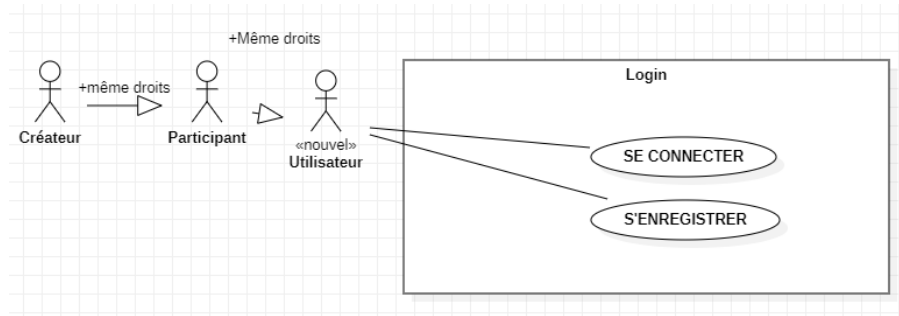 +Même droits
Login
+même droits
Créateur
Participant
«nouvel»
Utilisateur
SE CONNECTER
S'ENREGISTRER